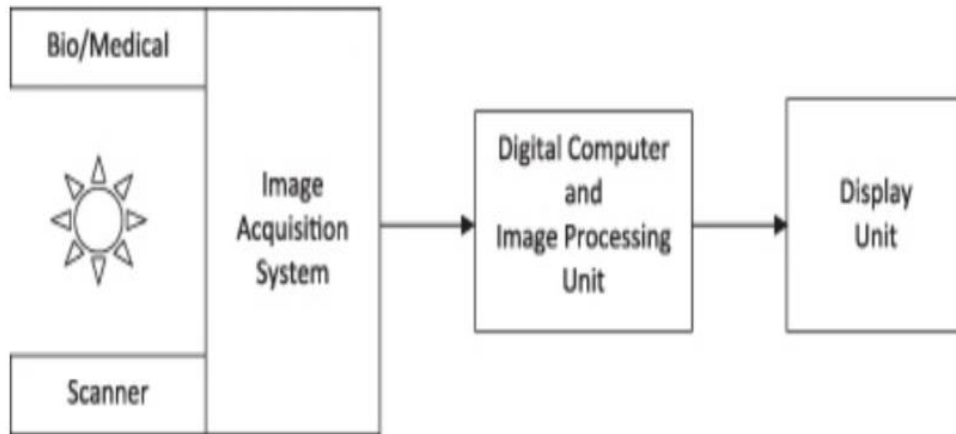 Bio/Medical
Scanner
Image
Acquisition
System
Digital Computer
and
Image Processing
Unit
Display
Unit